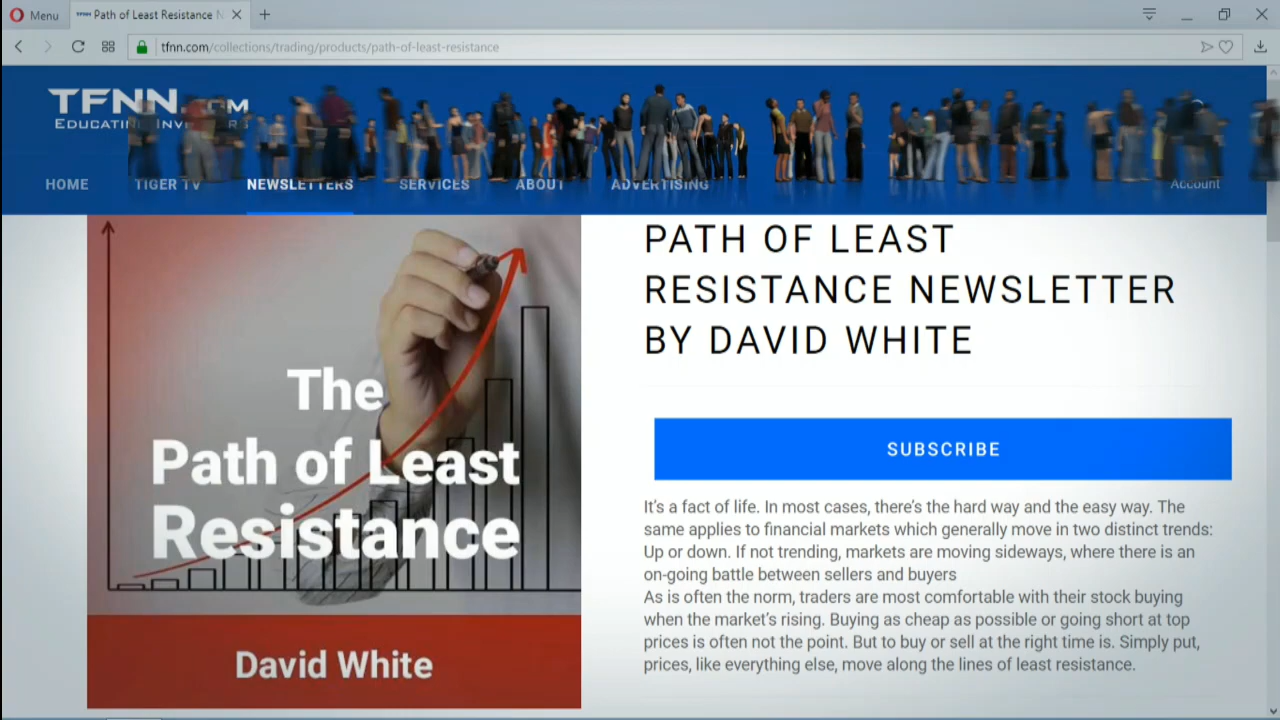 Menu
Path of Least Resistance N
tfnn.com/collections/trading/products/path-of-least-resistance
TFNN.COM
EDUCATING INVESTORS
HOME TIGER TV NEWSLETTERS SERVICES ABOUT ADVERTISING Account
The
Path of Least
Resistance
David White
PATH OF LEAST
RESISTANCE NEWSLETTER
BY DAVID WHITE
SUBSCRIBE
It's a fact of life. In most cases, there's the hard way and the easy way. The
same applies to financial markets which generally move in two distinct trends:
Up or down. If not trending, markets are moving sideways, where there is an
on-going battle between sellers and buyers
As is often the norm, traders are most comfortable with their stock buying
when the market's rising. Buying as cheap as possible or going short at top
prices is often not the point. But to buy or sell at the right time is. Simply put,
prices, like everything else, move along the lines of least resistance.